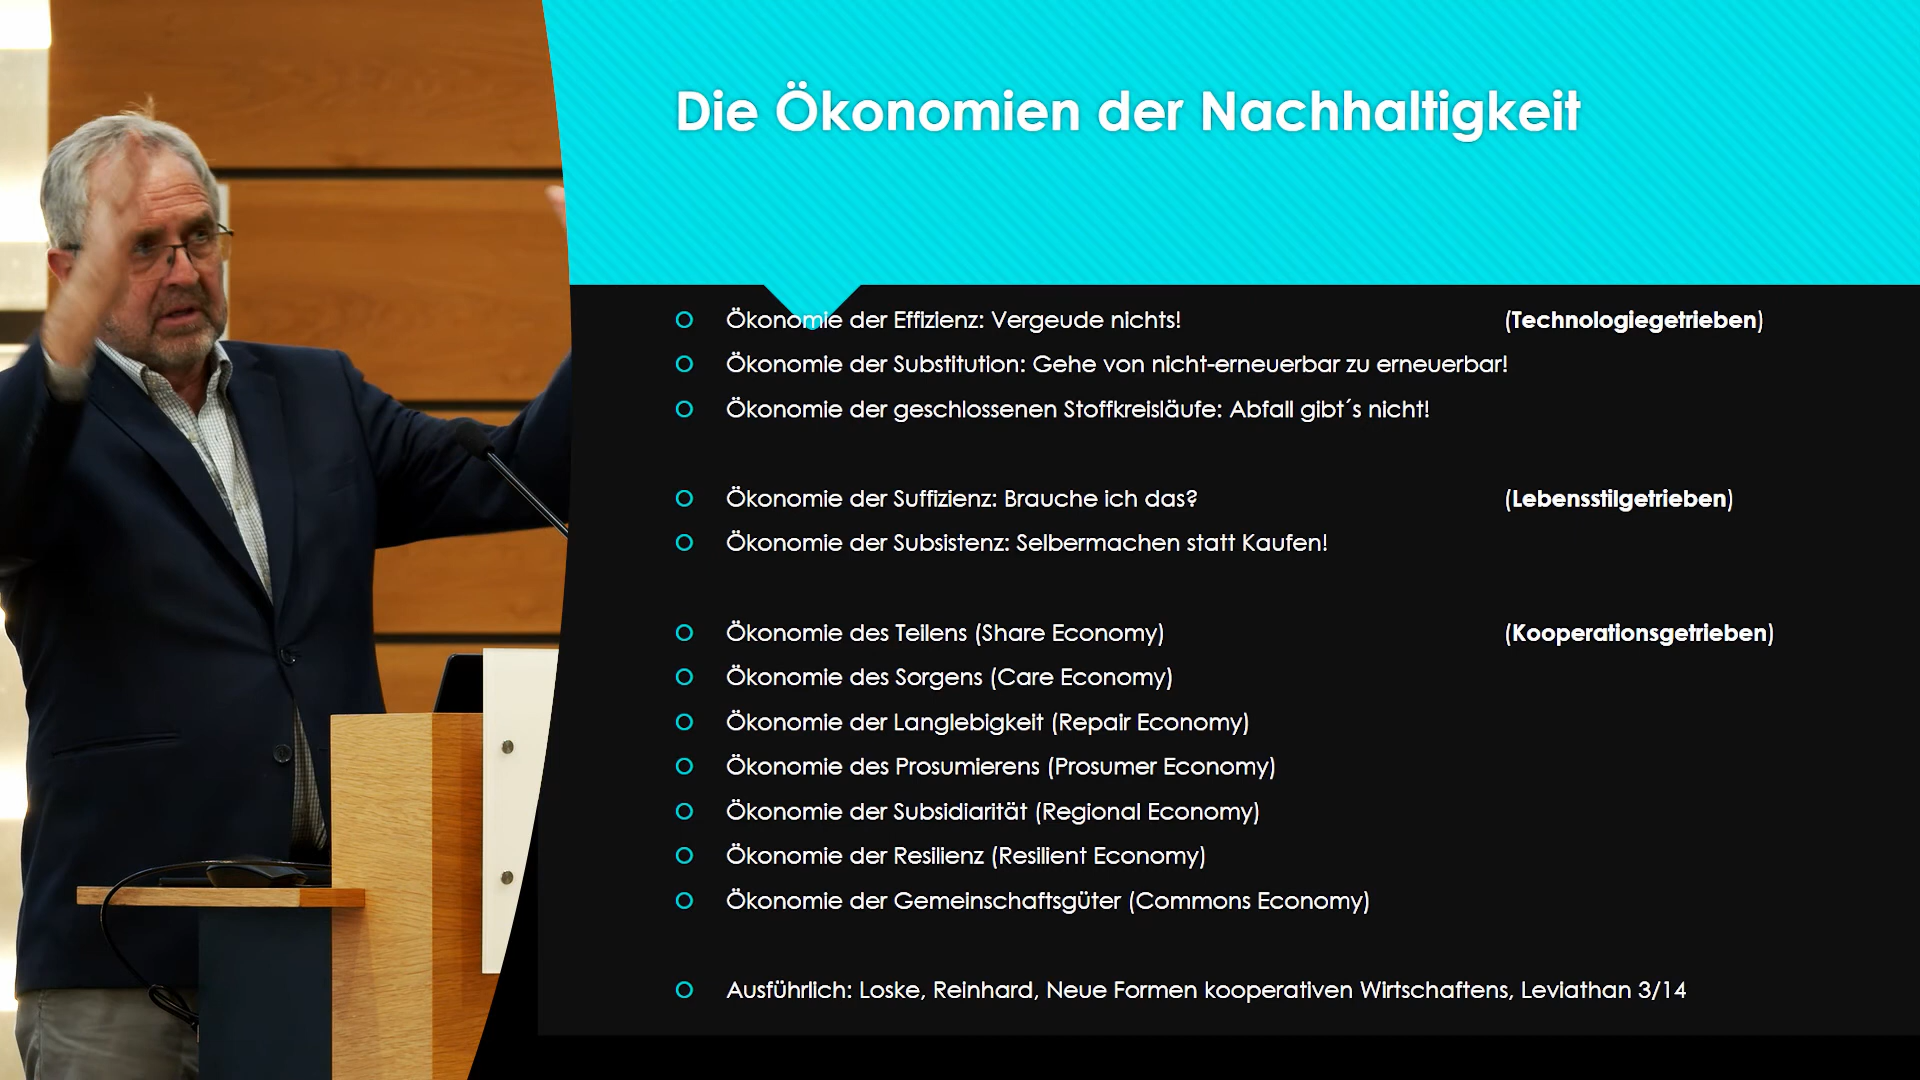 Die Ökonomien der Nachhaltigkeit
Ökonomie der Effizienz: Vergeude nichts! (Technologiegetrieben)
Ökonomie der Substitution: Gehe von nicht-erneuerbar zu erneuerbar!
Ökonomie der geschlossenen Stoffkreisläufe: Abfall gibt´s nicht!
Ökonomie der Suffizienz: Brauche ich das? (Lebensstilgetrieben)
Ökonomie der Subsistenz: Selbermachen statt Kaufen!
Ökonomie des Teilens (Share Economy) (Kooperationsgetrieben)
Ökonomie des Sorgens (Care Economy)
Ökonomie der Langlebigkeit (Repair Economy)
Ökonomie des Prosumierens (Prosumer Economy)
Ökonomie der Subsidiarität (Regional Economy)
Ökonomie der Resilienz (Resilient Economy)
Ökonomie der Gemeinschaftsgüter (Commons Economy)
Ausführlich: Loske, Reinhard, Neue Formen kooperativen Wirtschaftens, Leviathan 3/14